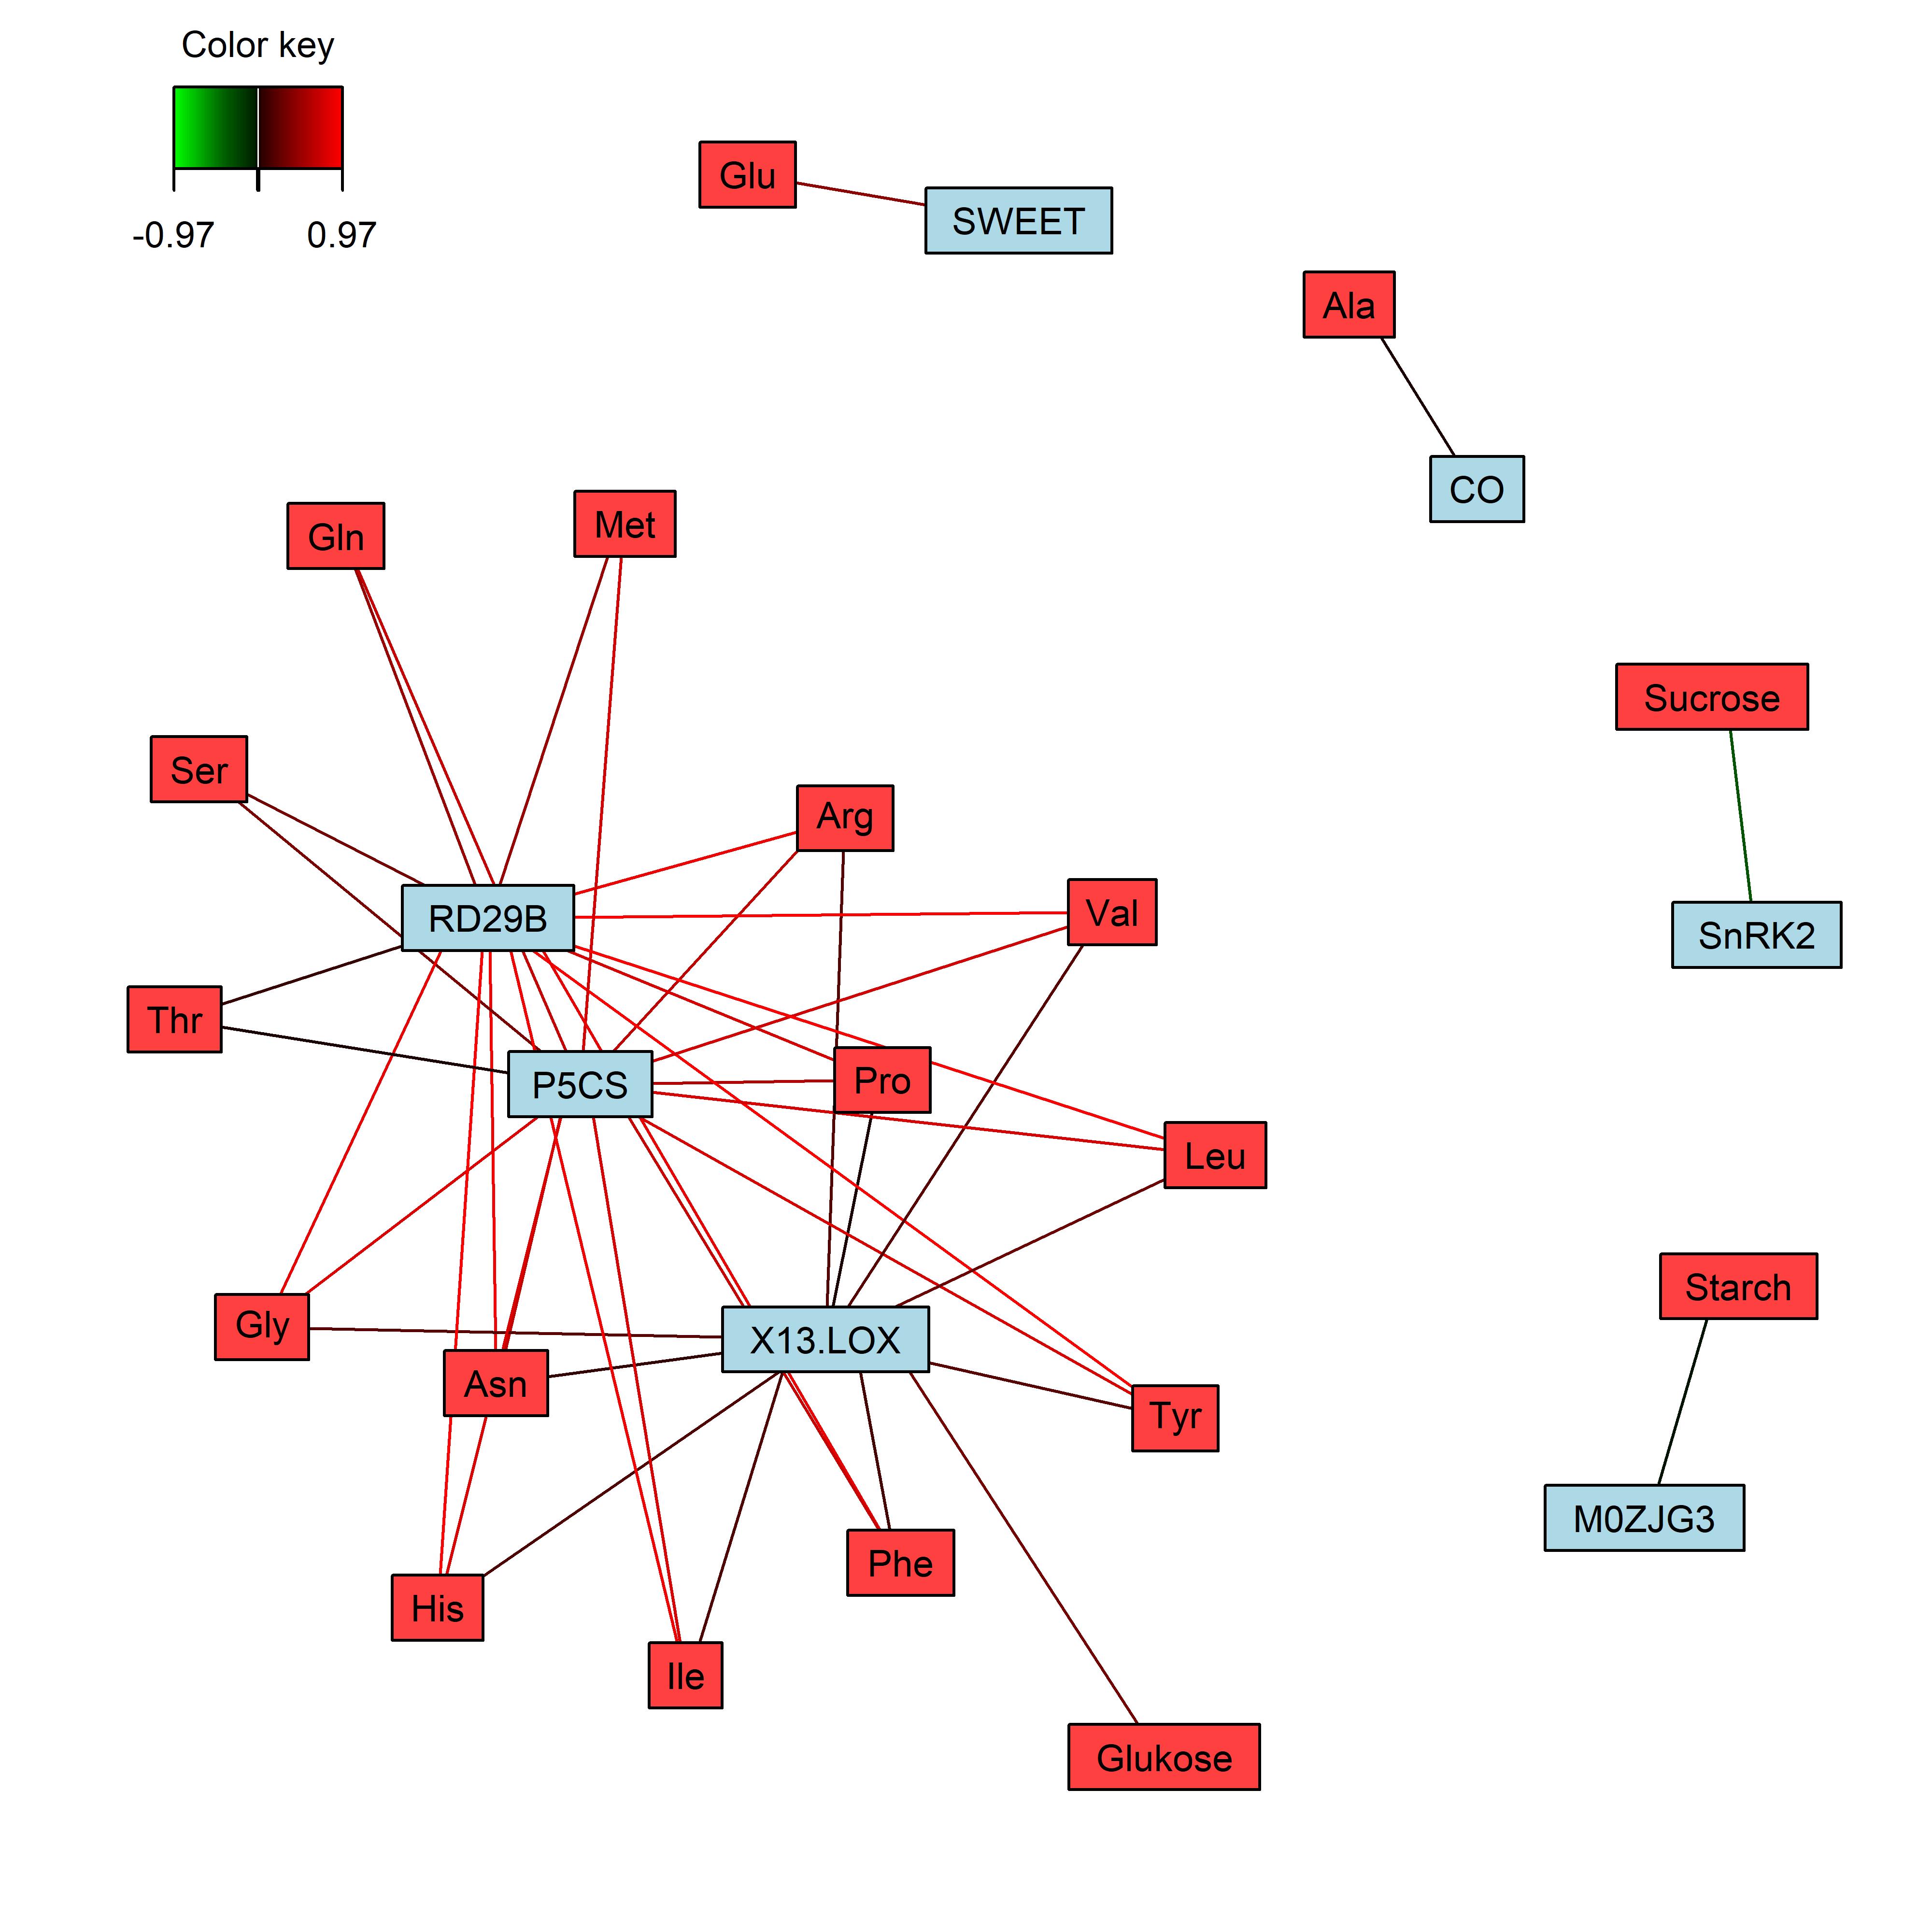 Color key
-0.97 0.97
Glu
SWEET
Ala
CO
Gln
Met
Sucrose
Ser
Arg
Val
RD29B
SnRK2
Thr
P5CS
Pro
Leu
Starch
Gly
X13.LOX
Asn
Tyr
M0ZJG3
Phe
His
Ile
Glukose